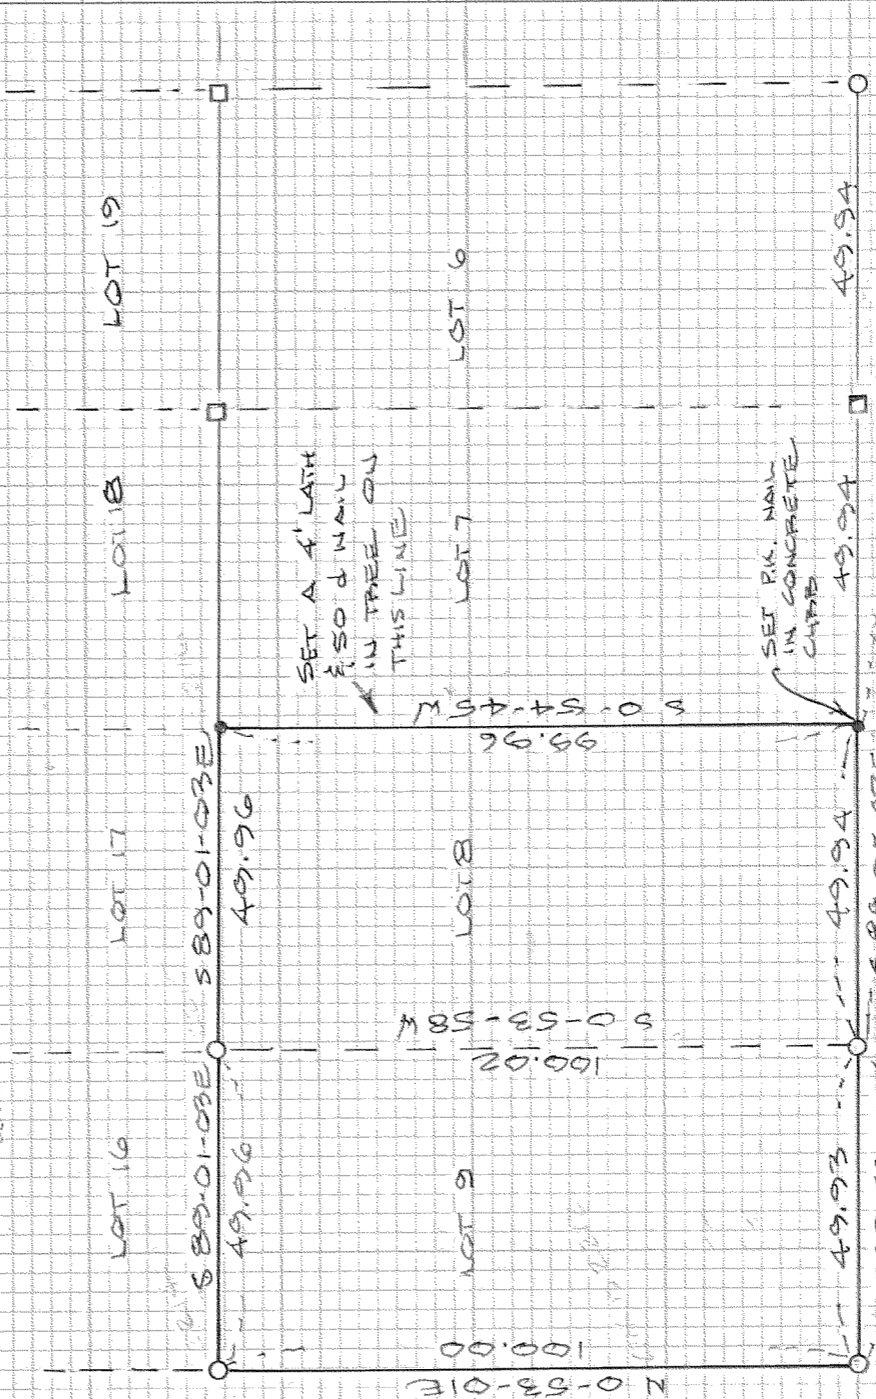 LOT 16
LOT 17
LOT 18
LOT 19
S 89-01-03E
49.96
S 89-01-03E
49.96
SET A 4' LATH
& 50 d NAIL
IN TREE ON
THIS LINE
N 0-53-01E
100.00
LOT 9
S 0-53-58W
100.02
LOT 8
S 0-54-45W
99.96
LOT 7
LOT 6
SET P.K. NAIL
IN CONCRETE
CURB
49.93
49.94
49.94
49.94